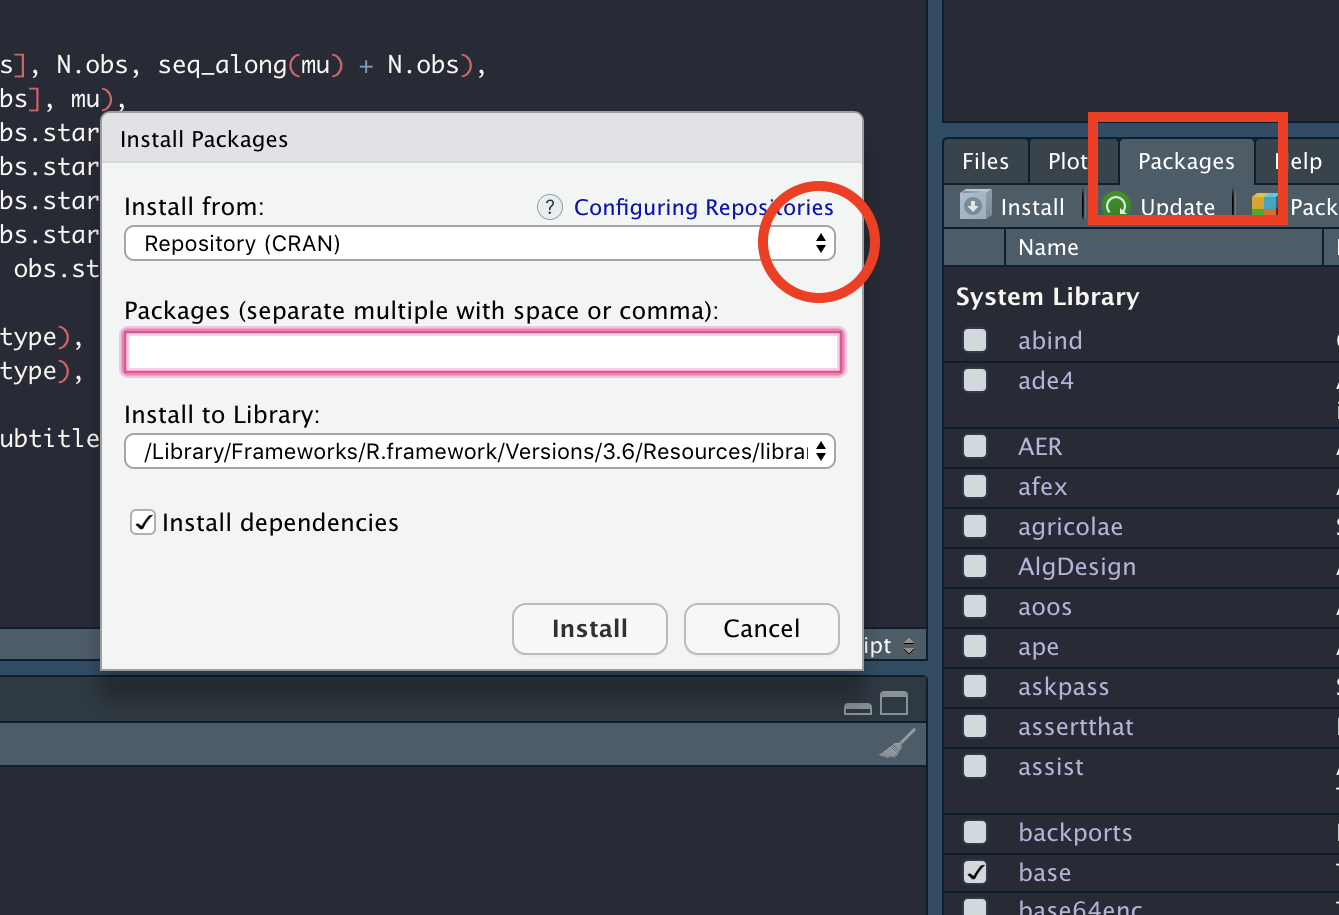 s], N.obs, seq_along(mu) + N.obs),
bs], mu),
bs.star
bs.star
bs.star
bs.star
obs.st
type),
type),
ubtitle
Install Packages
Install from:
? Configuring Repositories
Repository (CRAN)
Packages (separate multiple with space or comma):
Install to Library:
/Library/Frameworks/R.framework/Versions/3.6/Resources/librar
Install dependencies
Install Cancel
ipt
Files Plot Packages Help
Install Update Pack
Name
System Library
abind
ade4
AER
afex
agricolae
AlgDesign
aoos
ape
askpass
assertthat
assist
backports
base
base64enc